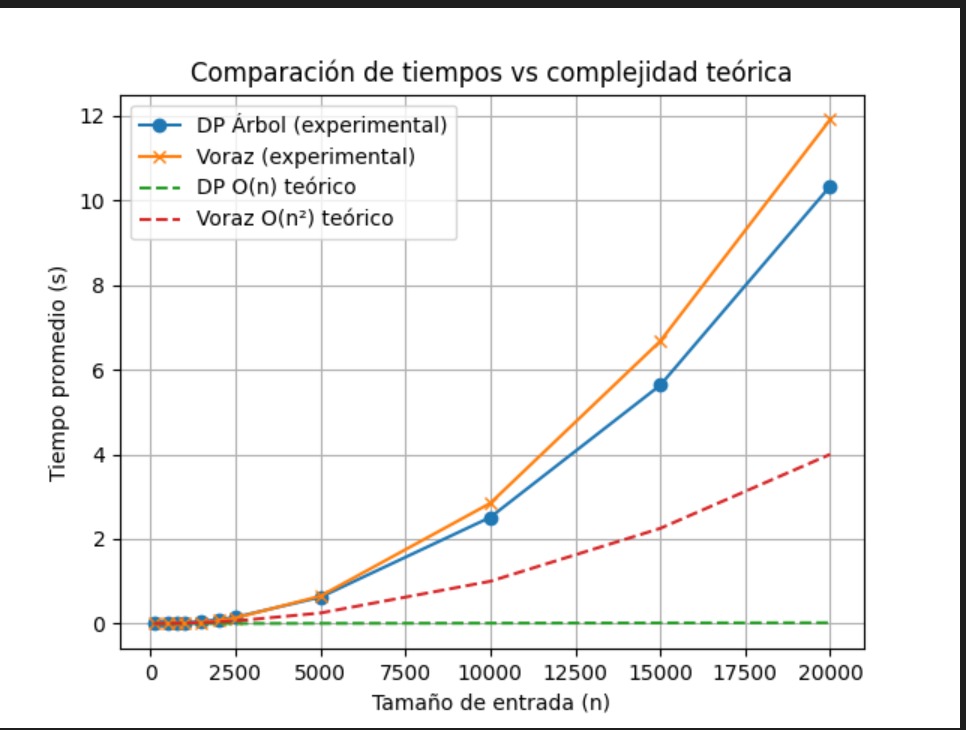 Comparación de tiempos vs complejidad teórica
DP Árbol (experimental)
Voraz (experimental)
DP O(n) teórico
Voraz O(n²) teórico
12
10
8
6
4
2
0
Tiempo promedio (s)
0 2500 5000 7500 10000 12500 15000 17500 20000
Tamaño de entrada (n)